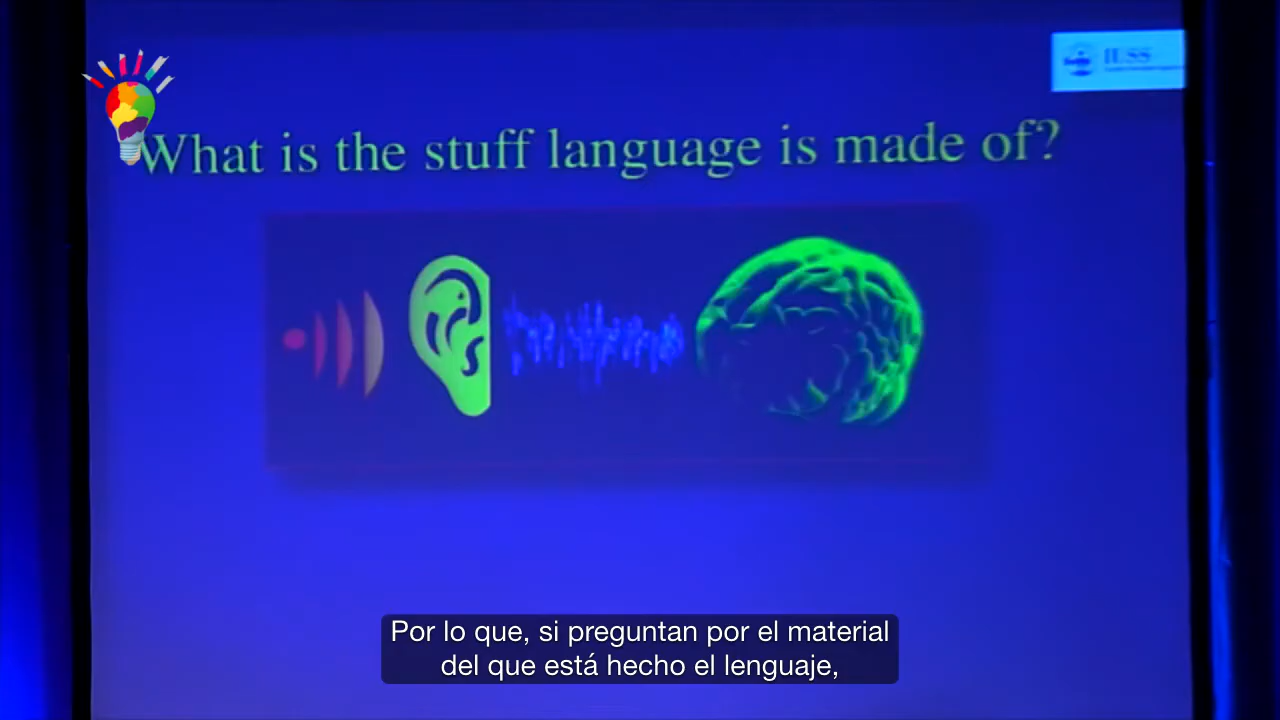 IUSS
What is the stuff language is made of?
Por lo que, si preguntan por el material
del que está hecho el lenguaje,